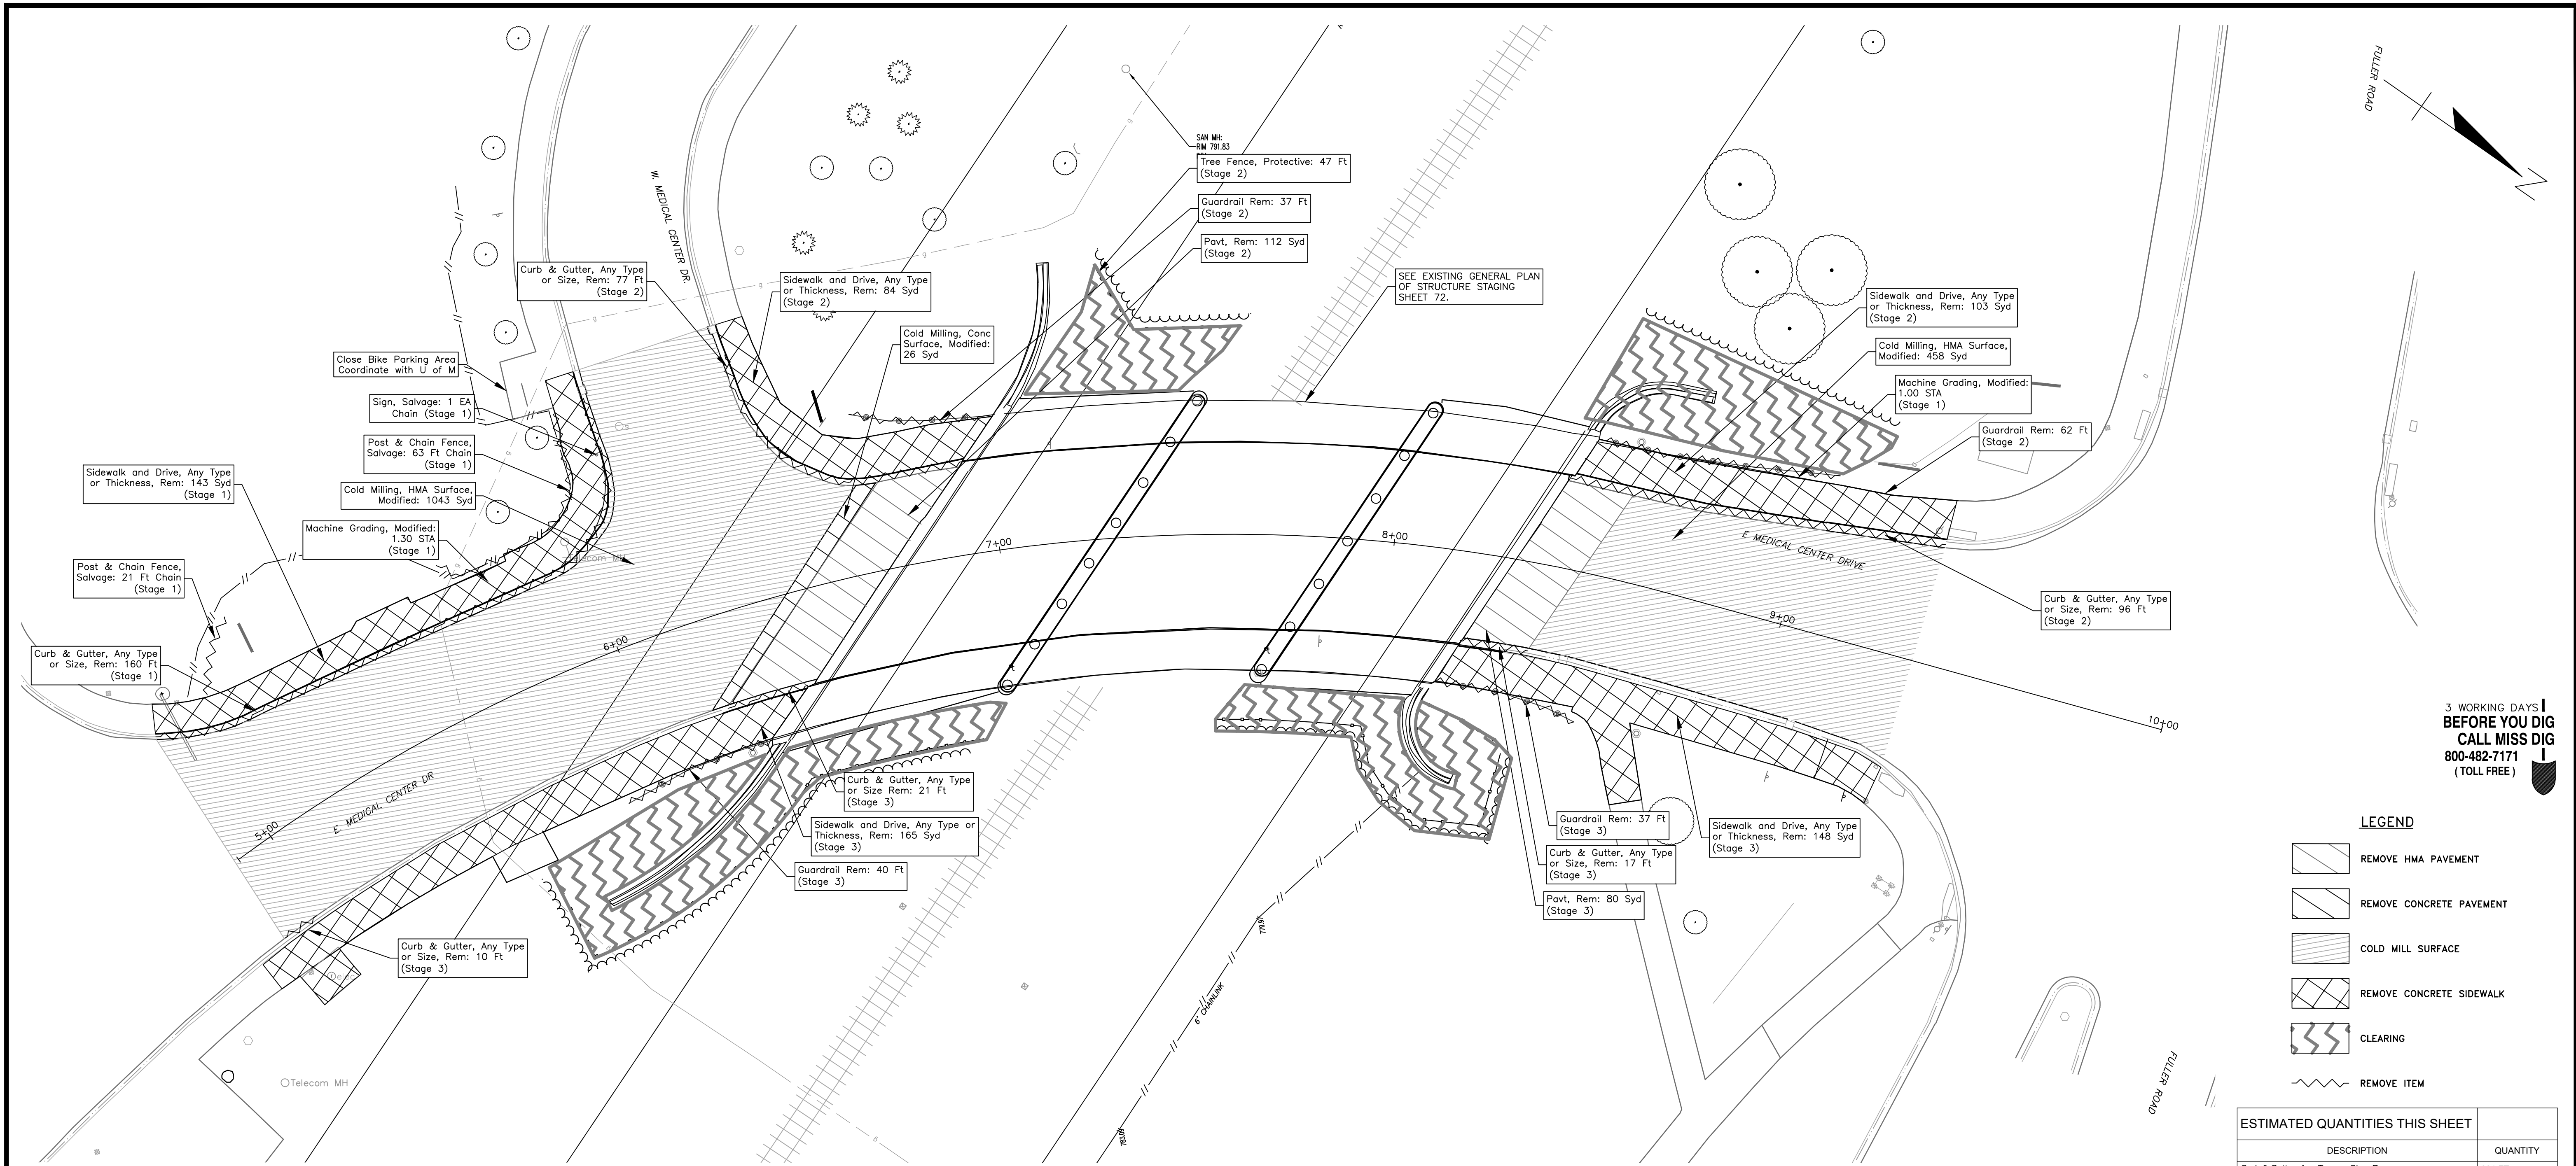 FULLER ROAD
W. MEDICAL CENTER DR.
SAN MH:
RIM 791.83
Tree Fence, Protective: 47 Ft
(Stage 2)
Guardrail Rem: 37 Ft
(Stage 2)
Pavt, Rem: 112 Syd
(Stage 2)
Curb & Gutter, Any Type
or Size, Rem: 77 Ft
(Stage 2)
Sidewalk and Drive, Any Type
or Thickness, Rem: 84 Syd
(Stage 2)
SEE EXISTING GENERAL PLAN
OF STRUCTURE STAGING
SHEET 72.
Cold Milling, Conc
Surface, Modified:
26 Syd
Sidewalk and Drive, Any Type
or Thickness, Rem: 103 Syd
(Stage 2)
Cold Milling, HMA Surface,
Modified: 458 Syd
Machine Grading, Modified:
1.00 STA
(Stage 1)
Guardrail Rem: 62 Ft
(Stage 2)
Close Bike Parking Area
Coordinate with U of M
Sign, Salvage: 1 EA
Chain (Stage 1)
Post & Chain Fence,
Salvage: 63 Ft Chain
(Stage 1)
Sidewalk and Drive, Any Type
or Thickness, Rem: 143 Syd
(Stage 1)
Cold Milling, HMA Surface,
Modified: 1043 Syd
Machine Grading, Modified:
1.30 STA
(Stage 1)
Telecom MH
Post & Chain Fence,
Salvage: 21 Ft Chain
(Stage 1)
Curb & Gutter, Any Type
or Size, Rem: 160 Ft
(Stage 1)
5+00
6+00
7+00
8+00
9+00
10+00
E MEDICAL CENTER DRIVE
Curb & Gutter, Any Type
or Size, Rem: 96 Ft
(Stage 2)
E. MEDICAL CENTER DR
Curb & Gutter, Any Type
or Size Rem: 21 Ft
(Stage 3)
Sidewalk and Drive, Any Type or
Thickness, Rem: 165 Syd
(Stage 3)
Guardrail Rem: 40 Ft
(Stage 3)
Guardrail Rem: 37 Ft
(Stage 3)
Curb & Gutter, Any Type
or Size, Rem: 17 Ft
(Stage 3)
Pavt, Rem: 80 Syd
(Stage 3)
Sidewalk and Drive, Any Type
or Thickness, Rem: 148 Syd
(Stage 3)
Curb & Gutter, Any Type
or Size, Rem: 10 Ft
(Stage 3)
Telecom MH
6' CHAINLINK
FULLER ROAD
3 WORKING DAYS
BEFORE YOU DIG
CALL MISS DIG
800-482-7171
(TOLL FREE)
LEGEND
REMOVE HMA PAVEMENT
REMOVE CONCRETE PAVEMENT
COLD MILL SURFACE
REMOVE CONCRETE SIDEWALK
CLEARING
REMOVE ITEM
ESTIMATED QUANTITIES THIS SHEET
DESCRIPTION QUANTITY